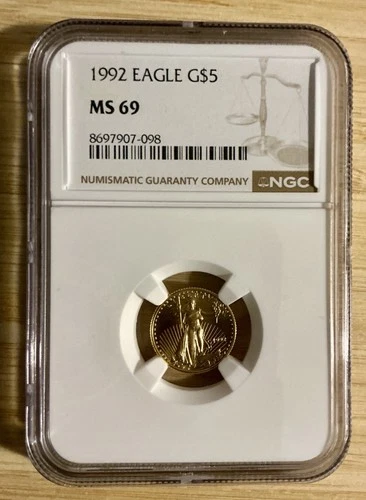 1992 EAGLE G$5
MS 69
8697907-098
NUMISMATIC GUARANTY COMPANY NGC